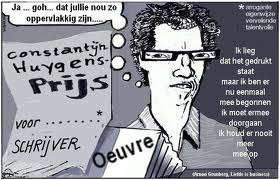 Ja ... goh... dat jullie nou zo
oppervlakkig zijn.....
* arrogante
eigenwijze
vervelende
talentvolle
constantijn
Huygens-
Prijs
voor ........*
SCHRIJVER.
Oeuvre
Ik lieg
dat het gedrukt
staat
maar ik ben er
nu eenmaal
mee begonnen
ik moet ermee
doorgaan
ik houd er nooit
meer
mee op
(Arnon Grunberg, Liefde is business)